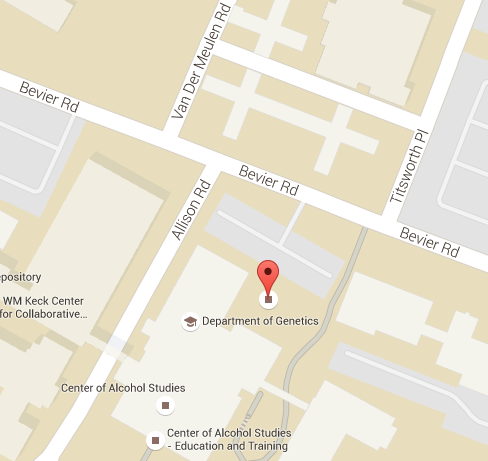 Van Der Meulen Rd
Bevier Rd
Titsworth Pl
Bevier Rd
Allison Rd
Bevier Rd
epository
WM Keck Center
for Collaborative...
Department of Genetics
Center of Alcohol Studies
Center of Alcohol Studies
- Education and Training